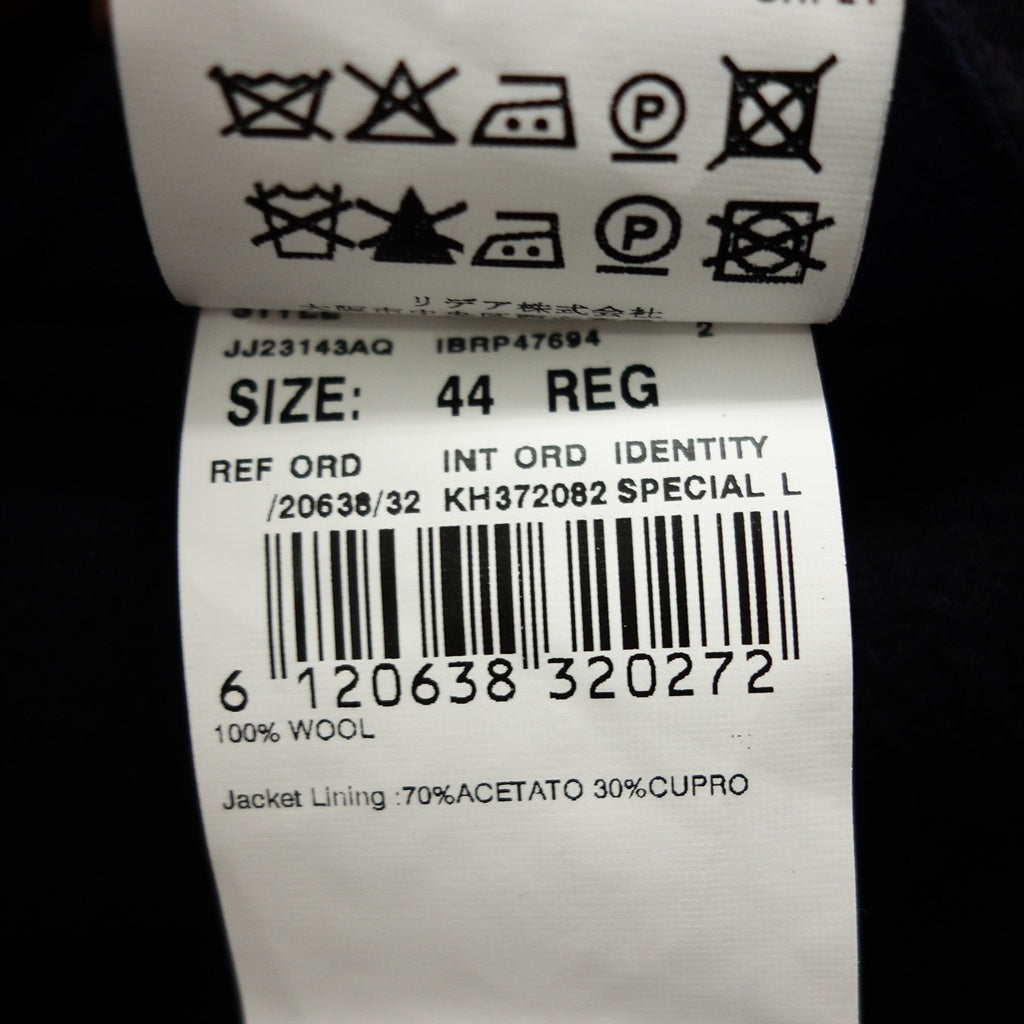 P
P
リデア株式会社
STYLE
JJ23143AQ IBRP47694 2
SIZE: 44 REG
REF ORD INT ORD IDENTITY
/20638/32 KH372082 SPECIAL L
6 120638 320272
100% WOOL
Jacket Lining :70%ACETATO 30%CUPRO